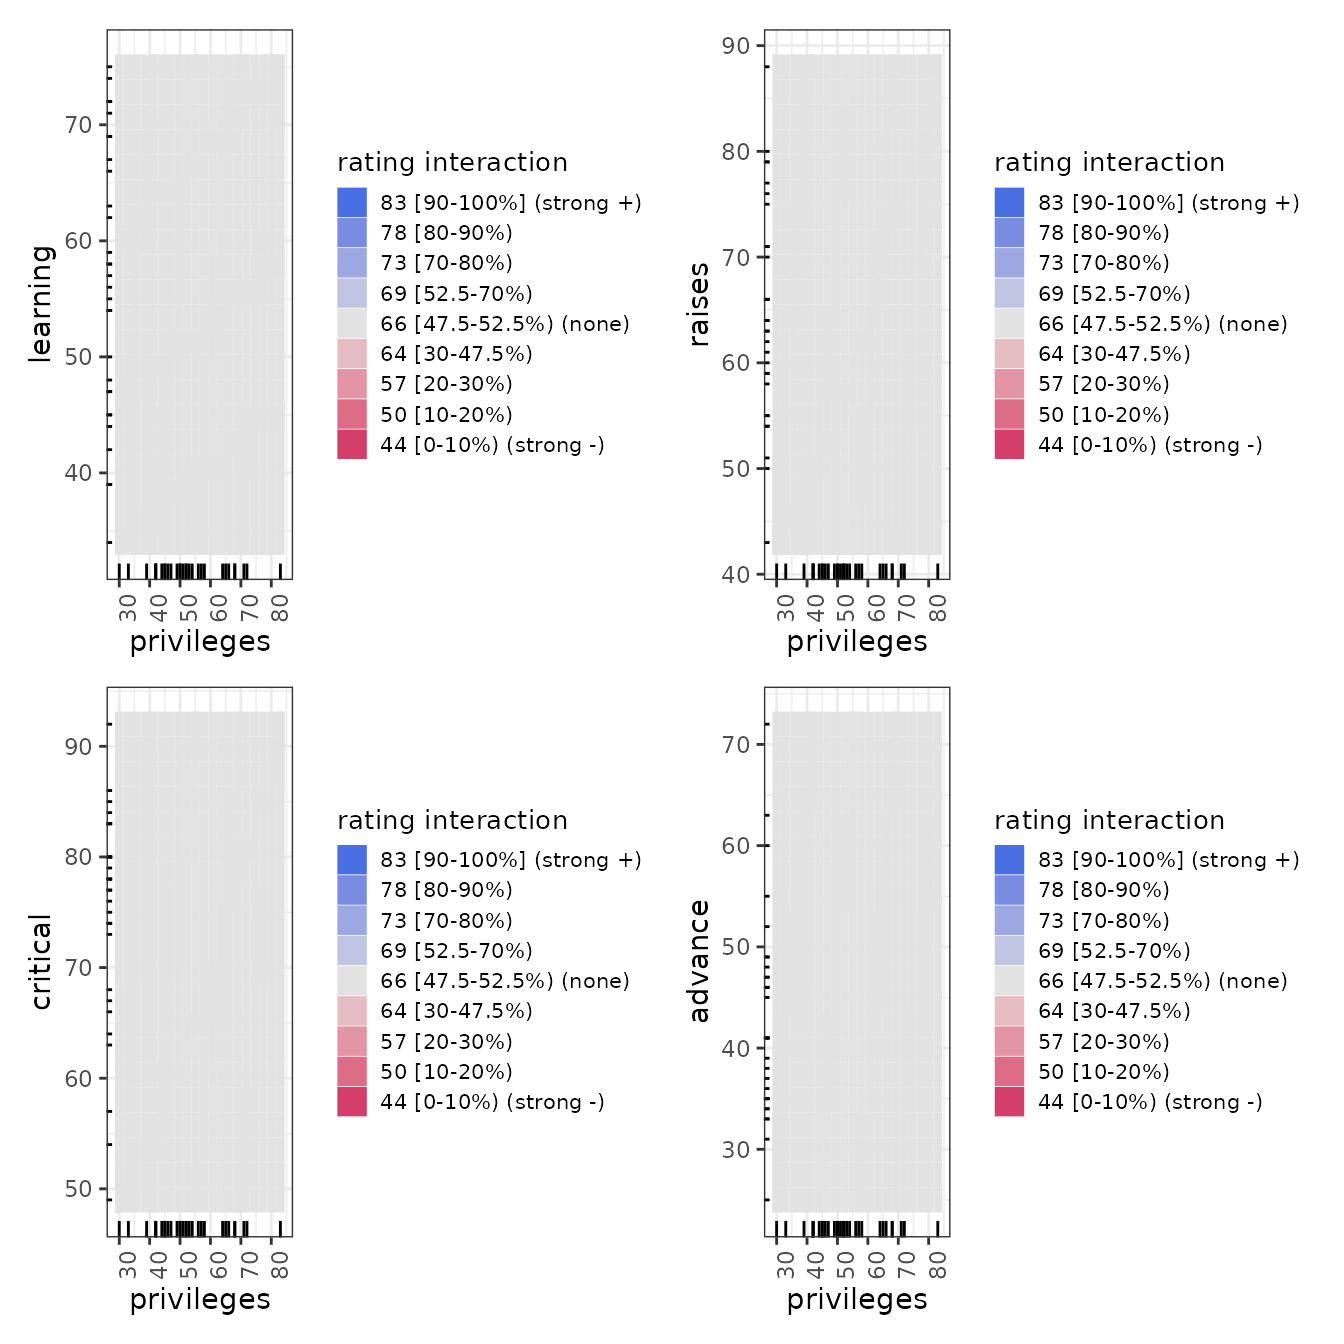 learning
70
60
50
40
30 40 50 60 70 80
privileges
rating interaction
83 [90-100%] (strong +)
78 [80-90%)
73 [70-80%)
69 [52.5-70%)
66 [47.5-52.5%) (none)
64 [30-47.5%)
57 [20-30%)
50 [10-20%)
44 [0-10%) (strong -)
raises
90
80
70
60
50
40
30 40 50 60 70 80
privileges
rating interaction
83 [90-100%] (strong +)
78 [80-90%)
73 [70-80%)
69 [52.5-70%)
66 [47.5-52.5%) (none)
64 [30-47.5%)
57 [20-30%)
50 [10-20%)
44 [0-10%) (strong -)
critical
90
80
70
60
50
30 40 50 60 70 80
privileges
rating interaction
83 [90-100%] (strong +)
78 [80-90%)
73 [70-80%)
69 [52.5-70%)
66 [47.5-52.5%) (none)
64 [30-47.5%)
57 [20-30%)
50 [10-20%)
44 [0-10%) (strong -)
advance
70
60
50
40
30
30 40 50 60 70 80
privileges
rating interaction
83 [90-100%] (strong +)
78 [80-90%)
73 [70-80%)
69 [52.5-70%)
66 [47.5-52.5%) (none)
64 [30-47.5%)
57 [20-30%)
50 [10-20%)
44 [0-10%) (strong -)